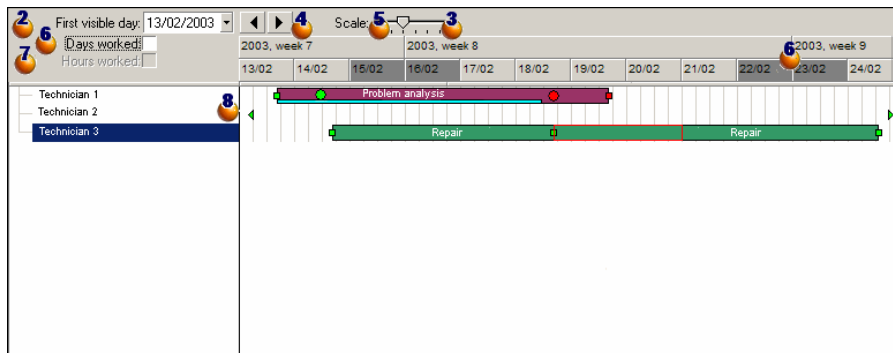 2 First visible day: 13/02/2003 4 Scale: 5 3
6 Days worked:
7 Hours worked:
2003, week 7 2003, week 8 6 2003, week 9
13/02 14/02 15/02 16/02 17/02 18/02 19/02 20/02 21/02 22/02 23/02 24/02
8
Technician 1 Problem analysis
Technician 2
Technician 3 Repair Repair